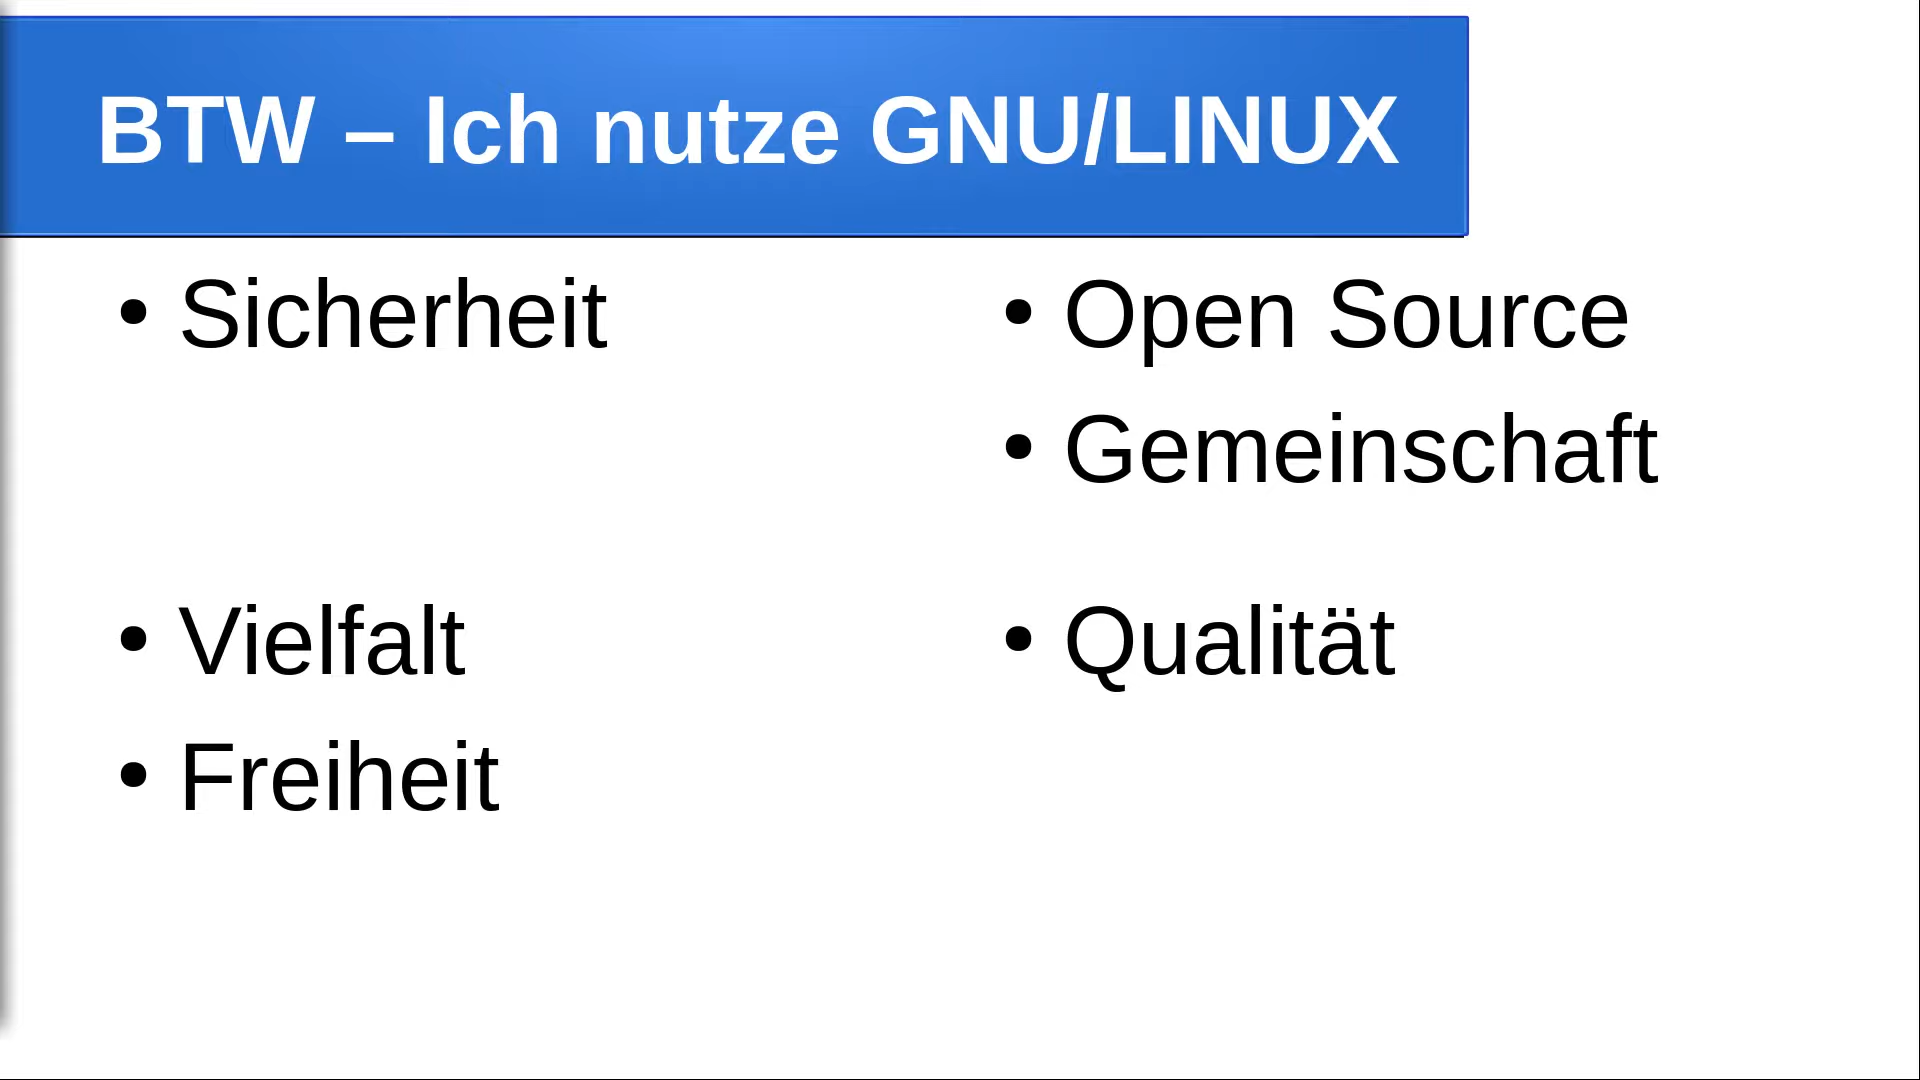 BTW – Ich nutze GNU/LINUX
• Sicherheit
• Open Source
• Gemeinschaft
• Vielfalt
• Freiheit
• Qualität